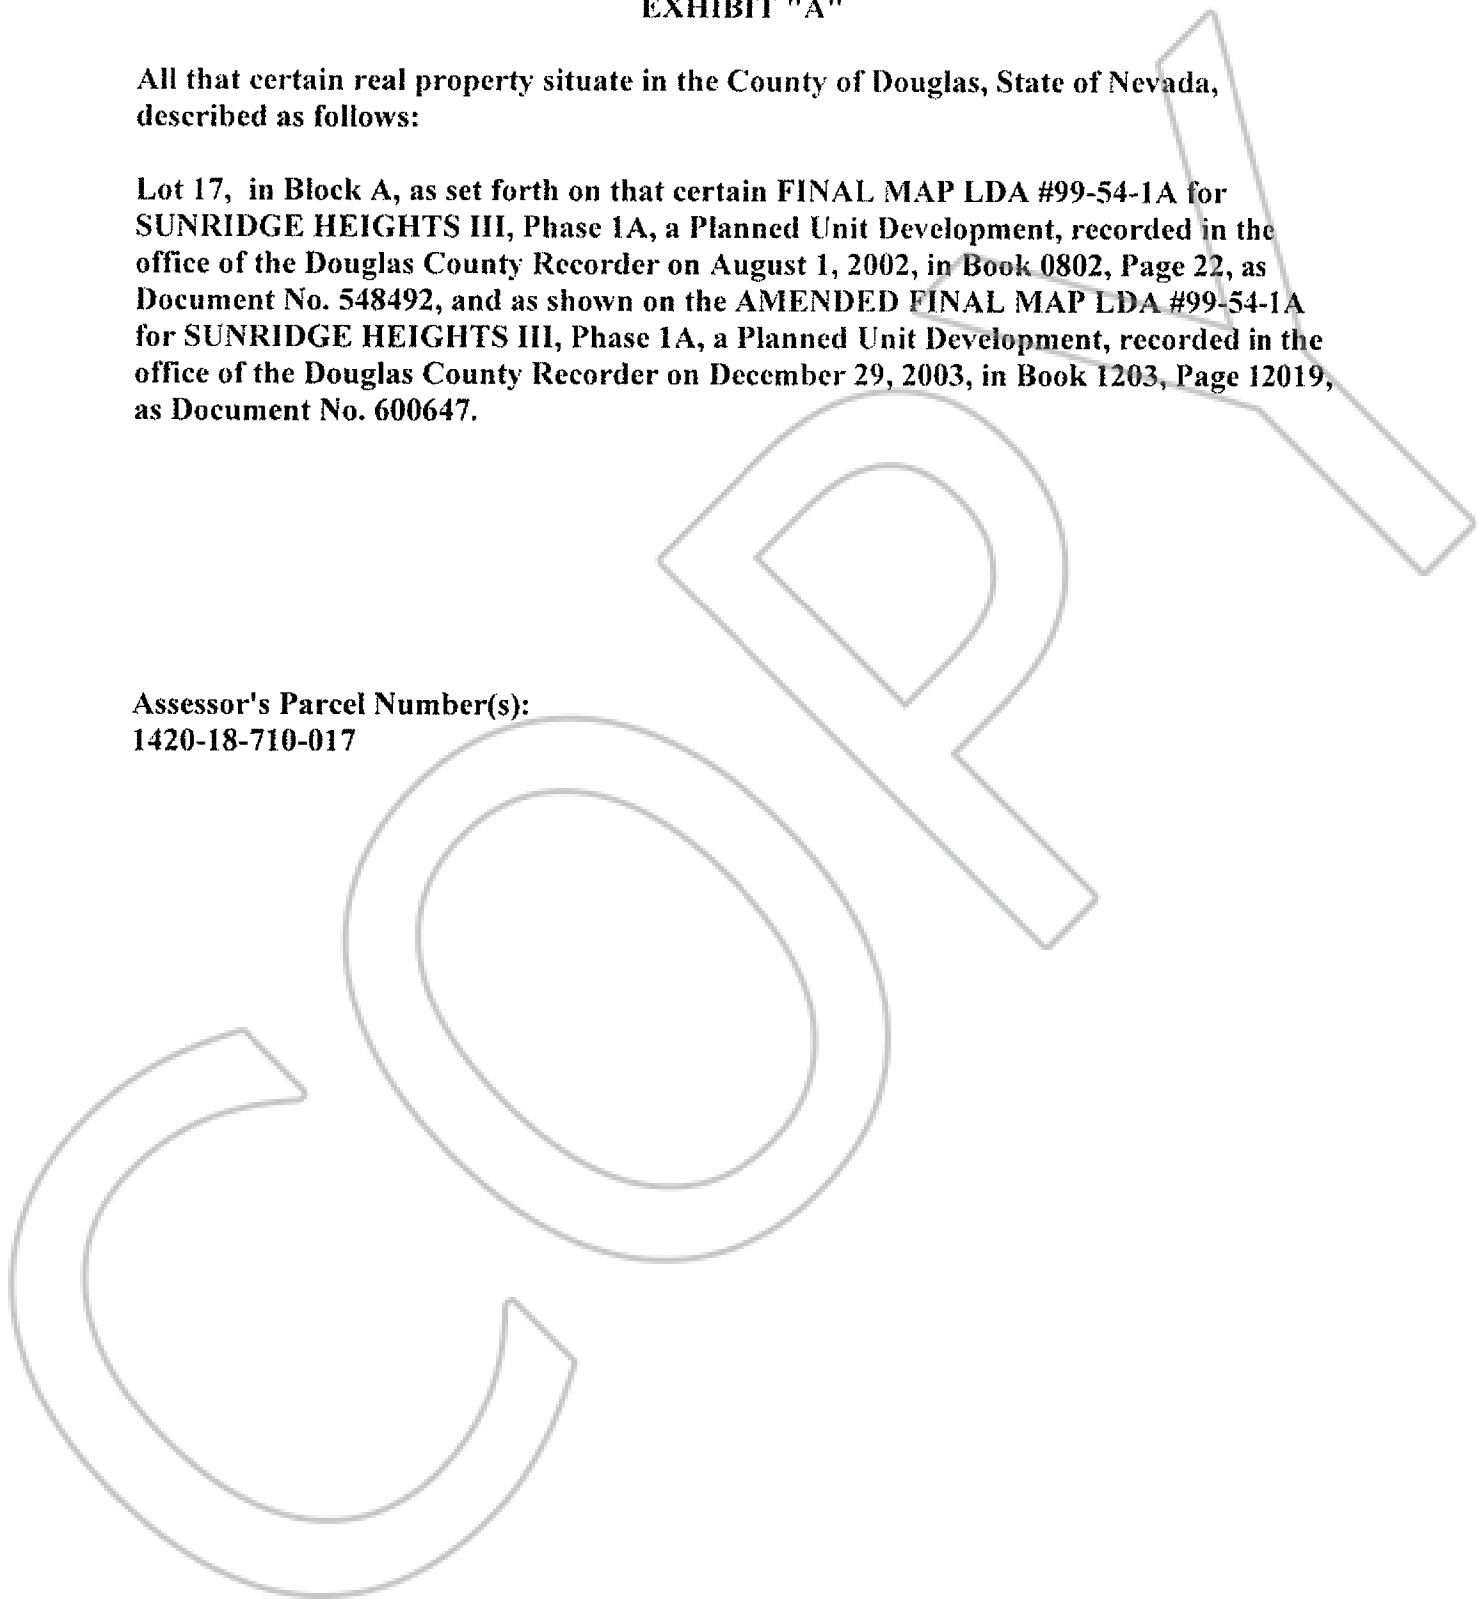 EXHIBIT "A"
All that certain real property situate in the County of Douglas, State of Nevada,
described as follows:
Lot 17, in Block A, as set forth on that certain FINAL MAP LDA #99-54-1A for
SUNRIDGE HEIGHTS III, Phase 1A, a Planned Unit Development, recorded in the
office of the Douglas County Recorder on August 1, 2002, in Book 0802, Page 22, as
Document No. 548492, and as shown on the AMENDED FINAL MAP LDA #99-54-1A
for SUNRIDGE HEIGHTS III, Phase 1A, a Planned Unit Development, recorded in the
office of the Douglas County Recorder on December 29, 2003, in Book 1203, Page 12019,
as Document No. 600647.
Assessor's Parcel Number(s):
1420-18-710-017
COPY